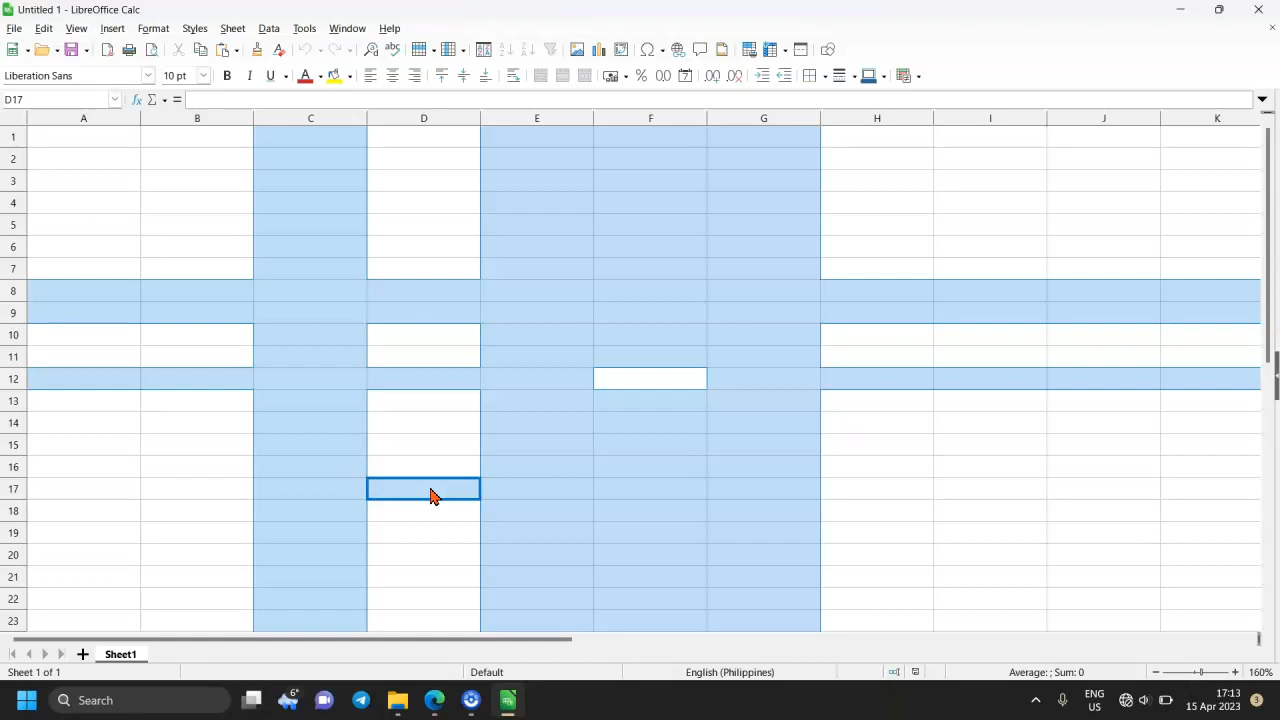 Untitled 1 - LibreOffice Calc
File Edit View Insert Format Styles Sheet Data Tools Window Help
Liberation Sans 10 pt B I U A
D17 fx Σ =
A B C D E F G H I J K
1
2
3
4
5
6
7
8
9
10
11
12
13
14
15
16
17
18
19
20
21
22
23
Sheet1
Sheet 1 of 1 Default English (Philippines) Average: ; Sum: 0 160%
Search 6° ENG US 17:13 15 Apr 2023 3